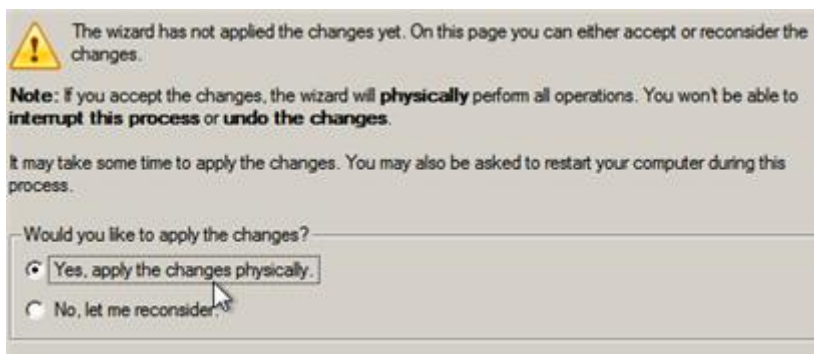 The wizard has not applied the changes yet. On this page you can either accept or reconsider the
changes.
Note: If you accept the changes, the wizard will physically perform all operations. You won't be able to
interrupt this process or undo the changes.
It may take some time to apply the changes. You may also be asked to restart your computer during this
process.
Would you like to apply the changes?
Yes, apply the changes physically.
No, let me reconsider.